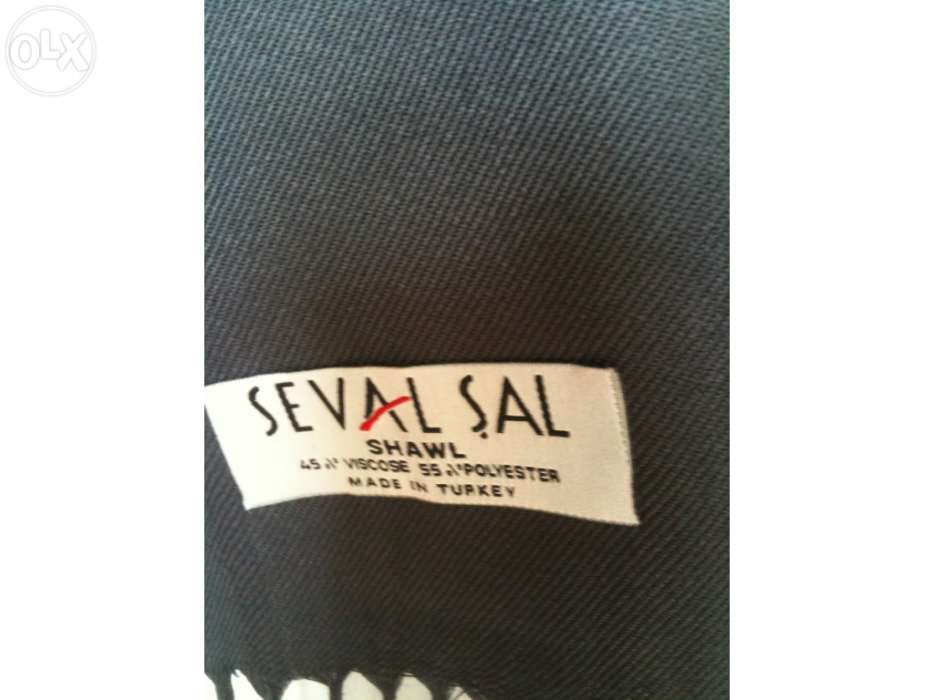 OLX
SEVAL ŞAL
SHAWL
45 % VISCOSE 55 % POLYESTER
MADE IN TURKEY